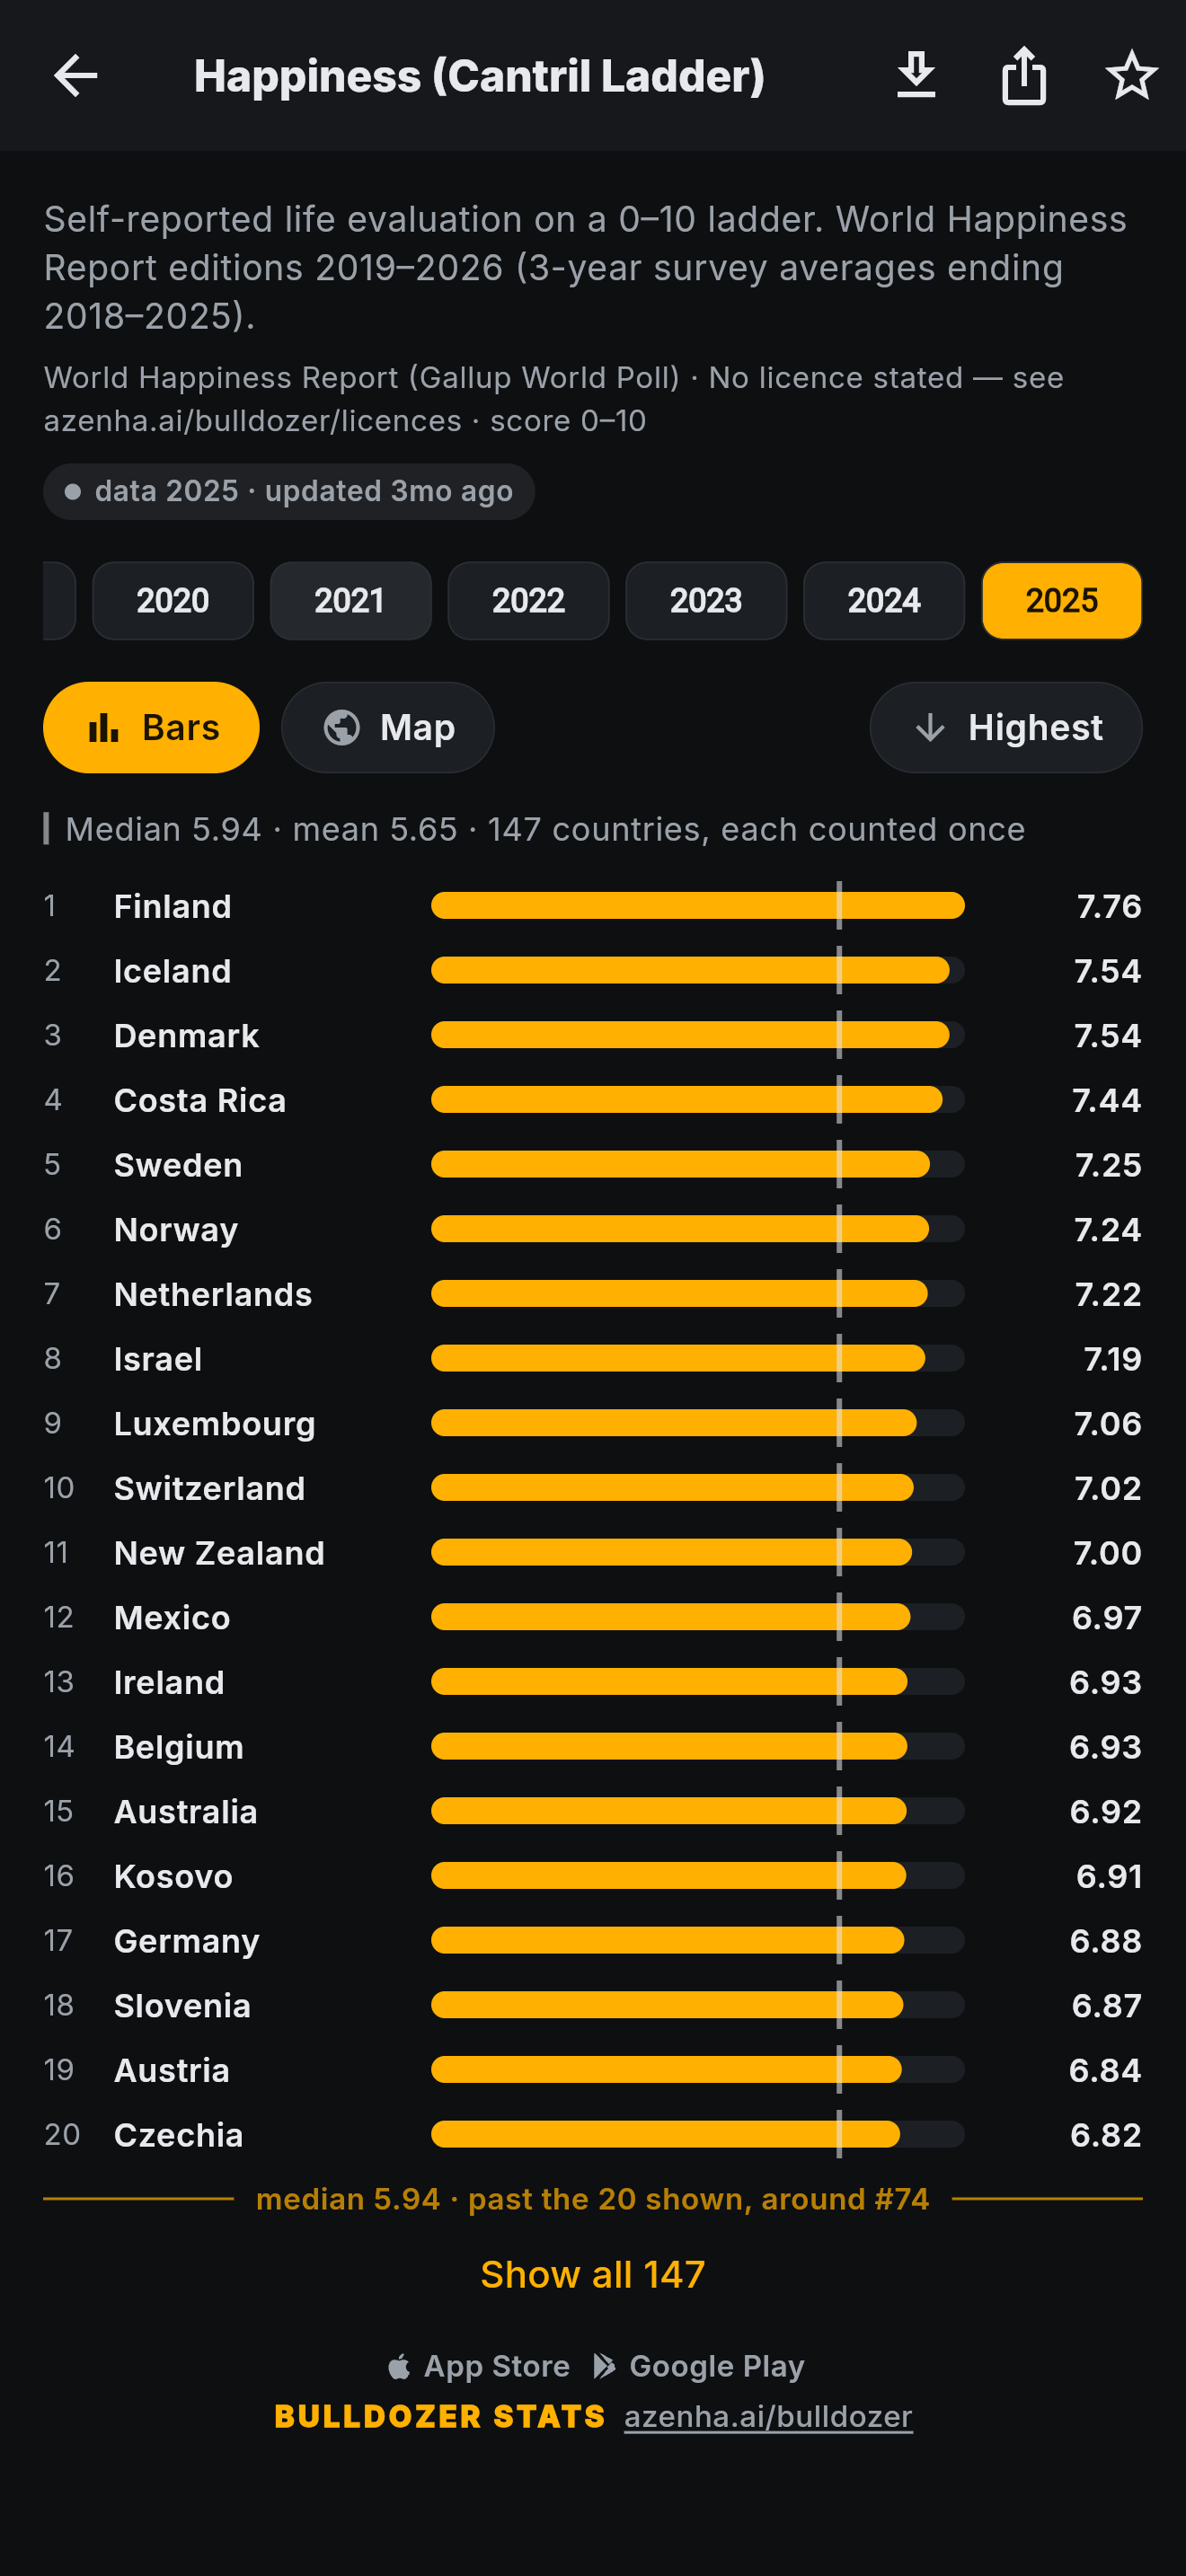 Happiness (Cantril Ladder)
Self-reported life evaluation on a 0–10 ladder. World Happiness
Report editions 2019–2026 (3-year survey averages ending
2018–2025).
World Happiness Report (Gallup World Poll) · No licence stated — see
azenha.ai/bulldozer/licences · score 0–10
data 2025 · updated 3mo ago
2020 2021 2022 2023 2024 2025
Bars Map Highest
Median 5.94 · mean 5.65 · 147 countries, each counted once
1 Finland 7.76
2 Iceland 7.54
3 Denmark 7.54
4 Costa Rica 7.44
5 Sweden 7.25
6 Norway 7.24
7 Netherlands 7.22
8 Israel 7.19
9 Luxembourg 7.06
10 Switzerland 7.02
11 New Zealand 7.00
12 Mexico 6.97
13 Ireland 6.93
14 Belgium 6.93
15 Australia 6.92
16 Kosovo 6.91
17 Germany 6.88
18 Slovenia 6.87
19 Austria 6.84
20 Czechia 6.82
median 5.94 · past the 20 shown, around #74
Show all 147
App Store Google Play
BULLDOZER STATS azenha.ai/bulldozer